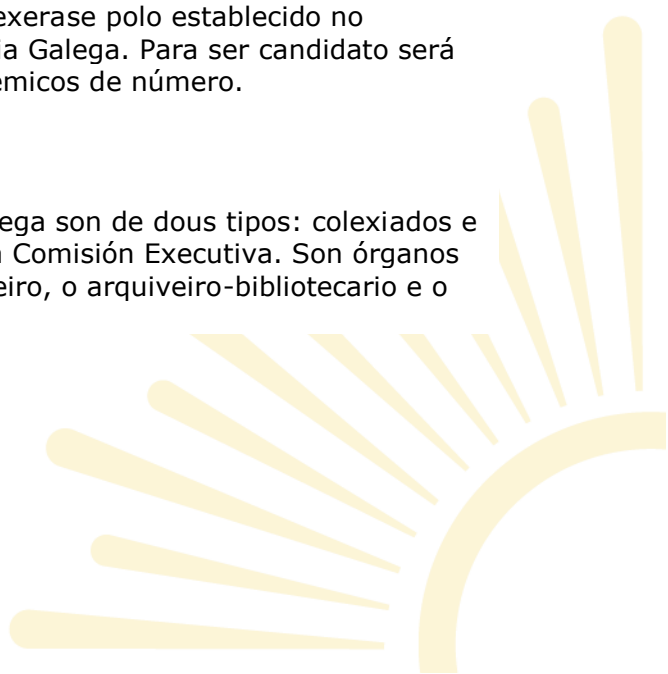 exerase polo establecido no
ia Galega. Para ser candidato será
émicos de número.
ega son de dous tipos: colexiados e
Comisión Executiva. Son órganos
eiro, o arquiveiro-bibliotecario e o